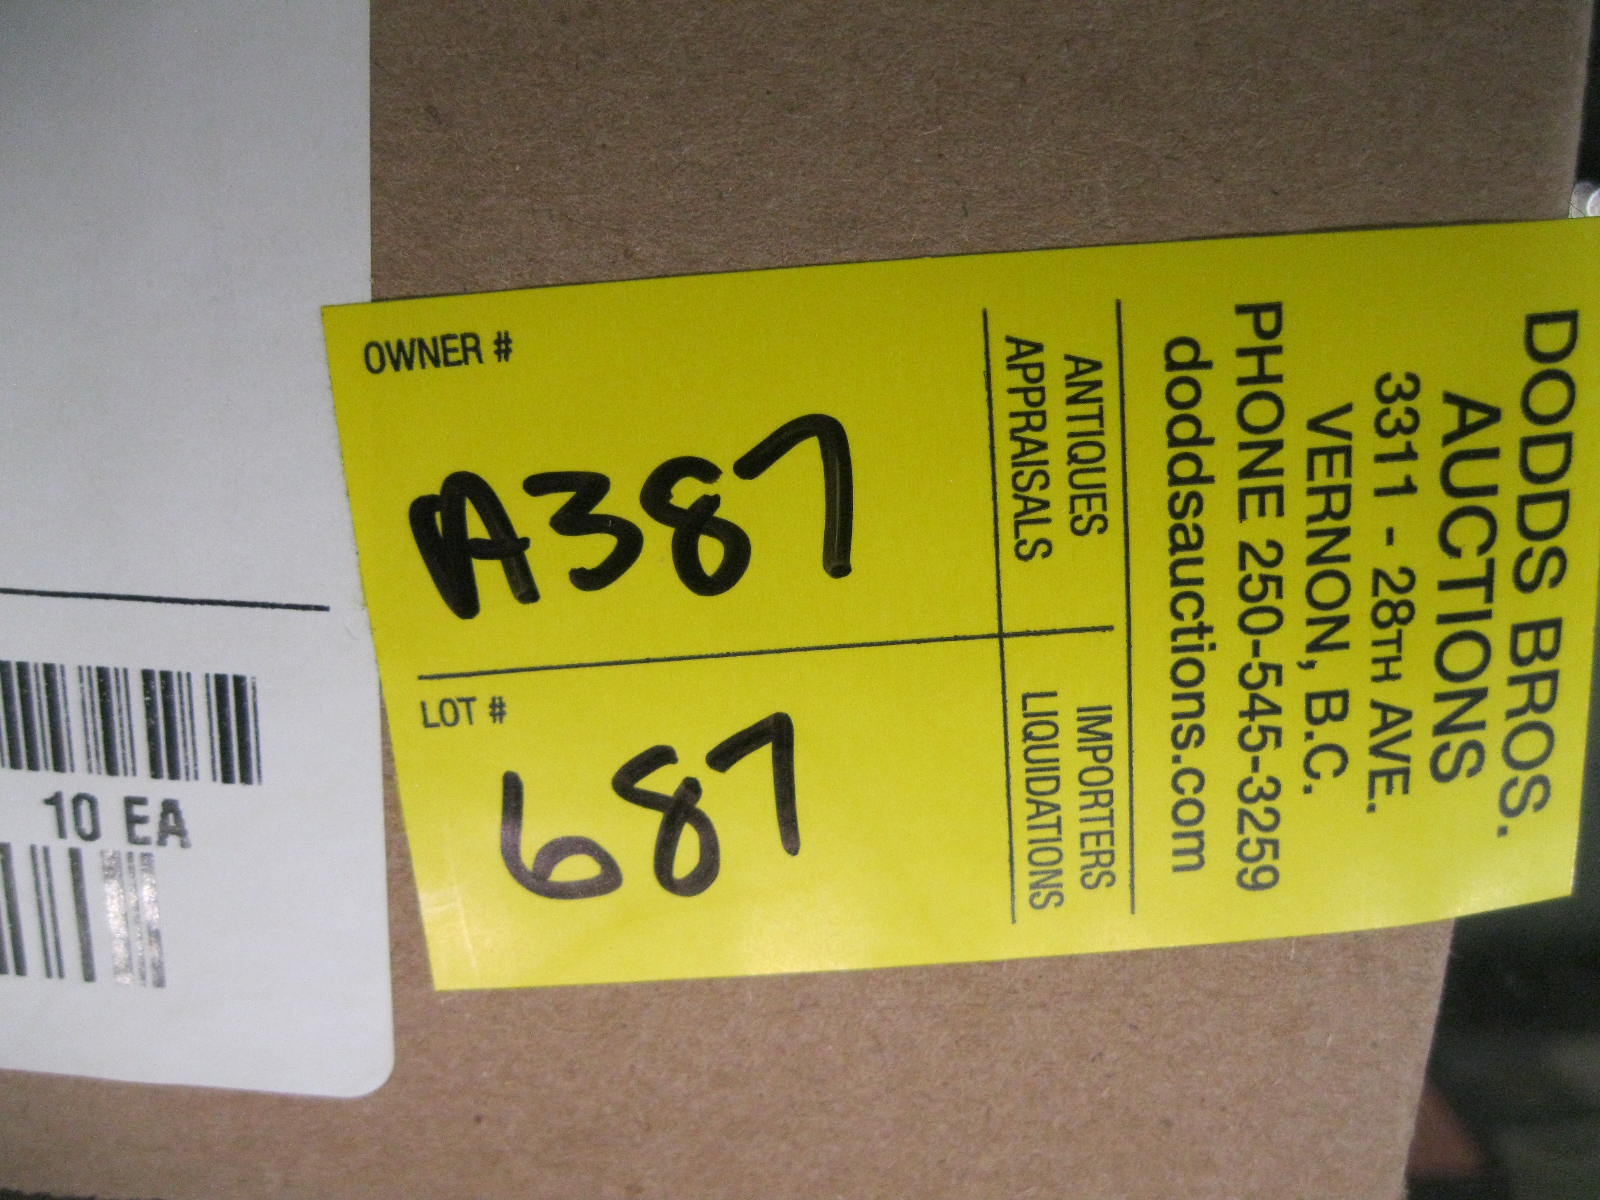 DODDS BROS.
AUCTIONS
3311 - 28TH AVE.
VERNON, B.C.
PHONE 250-545-3259
doddsauctions.com
ANTIQUES
APPRAISALS
IMPORTERS
LIQUIDATIONS
OWNER #
A387
LOT #
687
10 EA